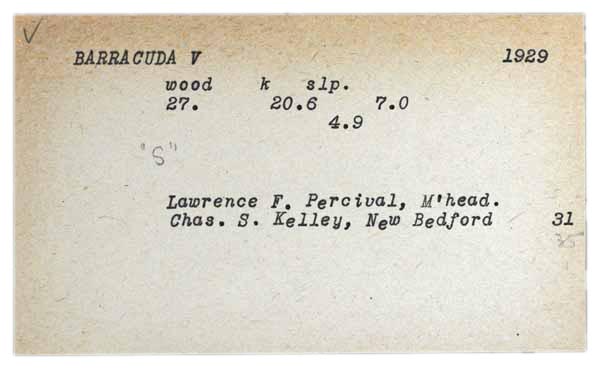 BARRACUDA V 1929
wood k slp.
27. 20.6 7.0
4.9
"S"
Lawrence F. Percival, M'head.
Chas. S. Kelley, New Bedford 31
35